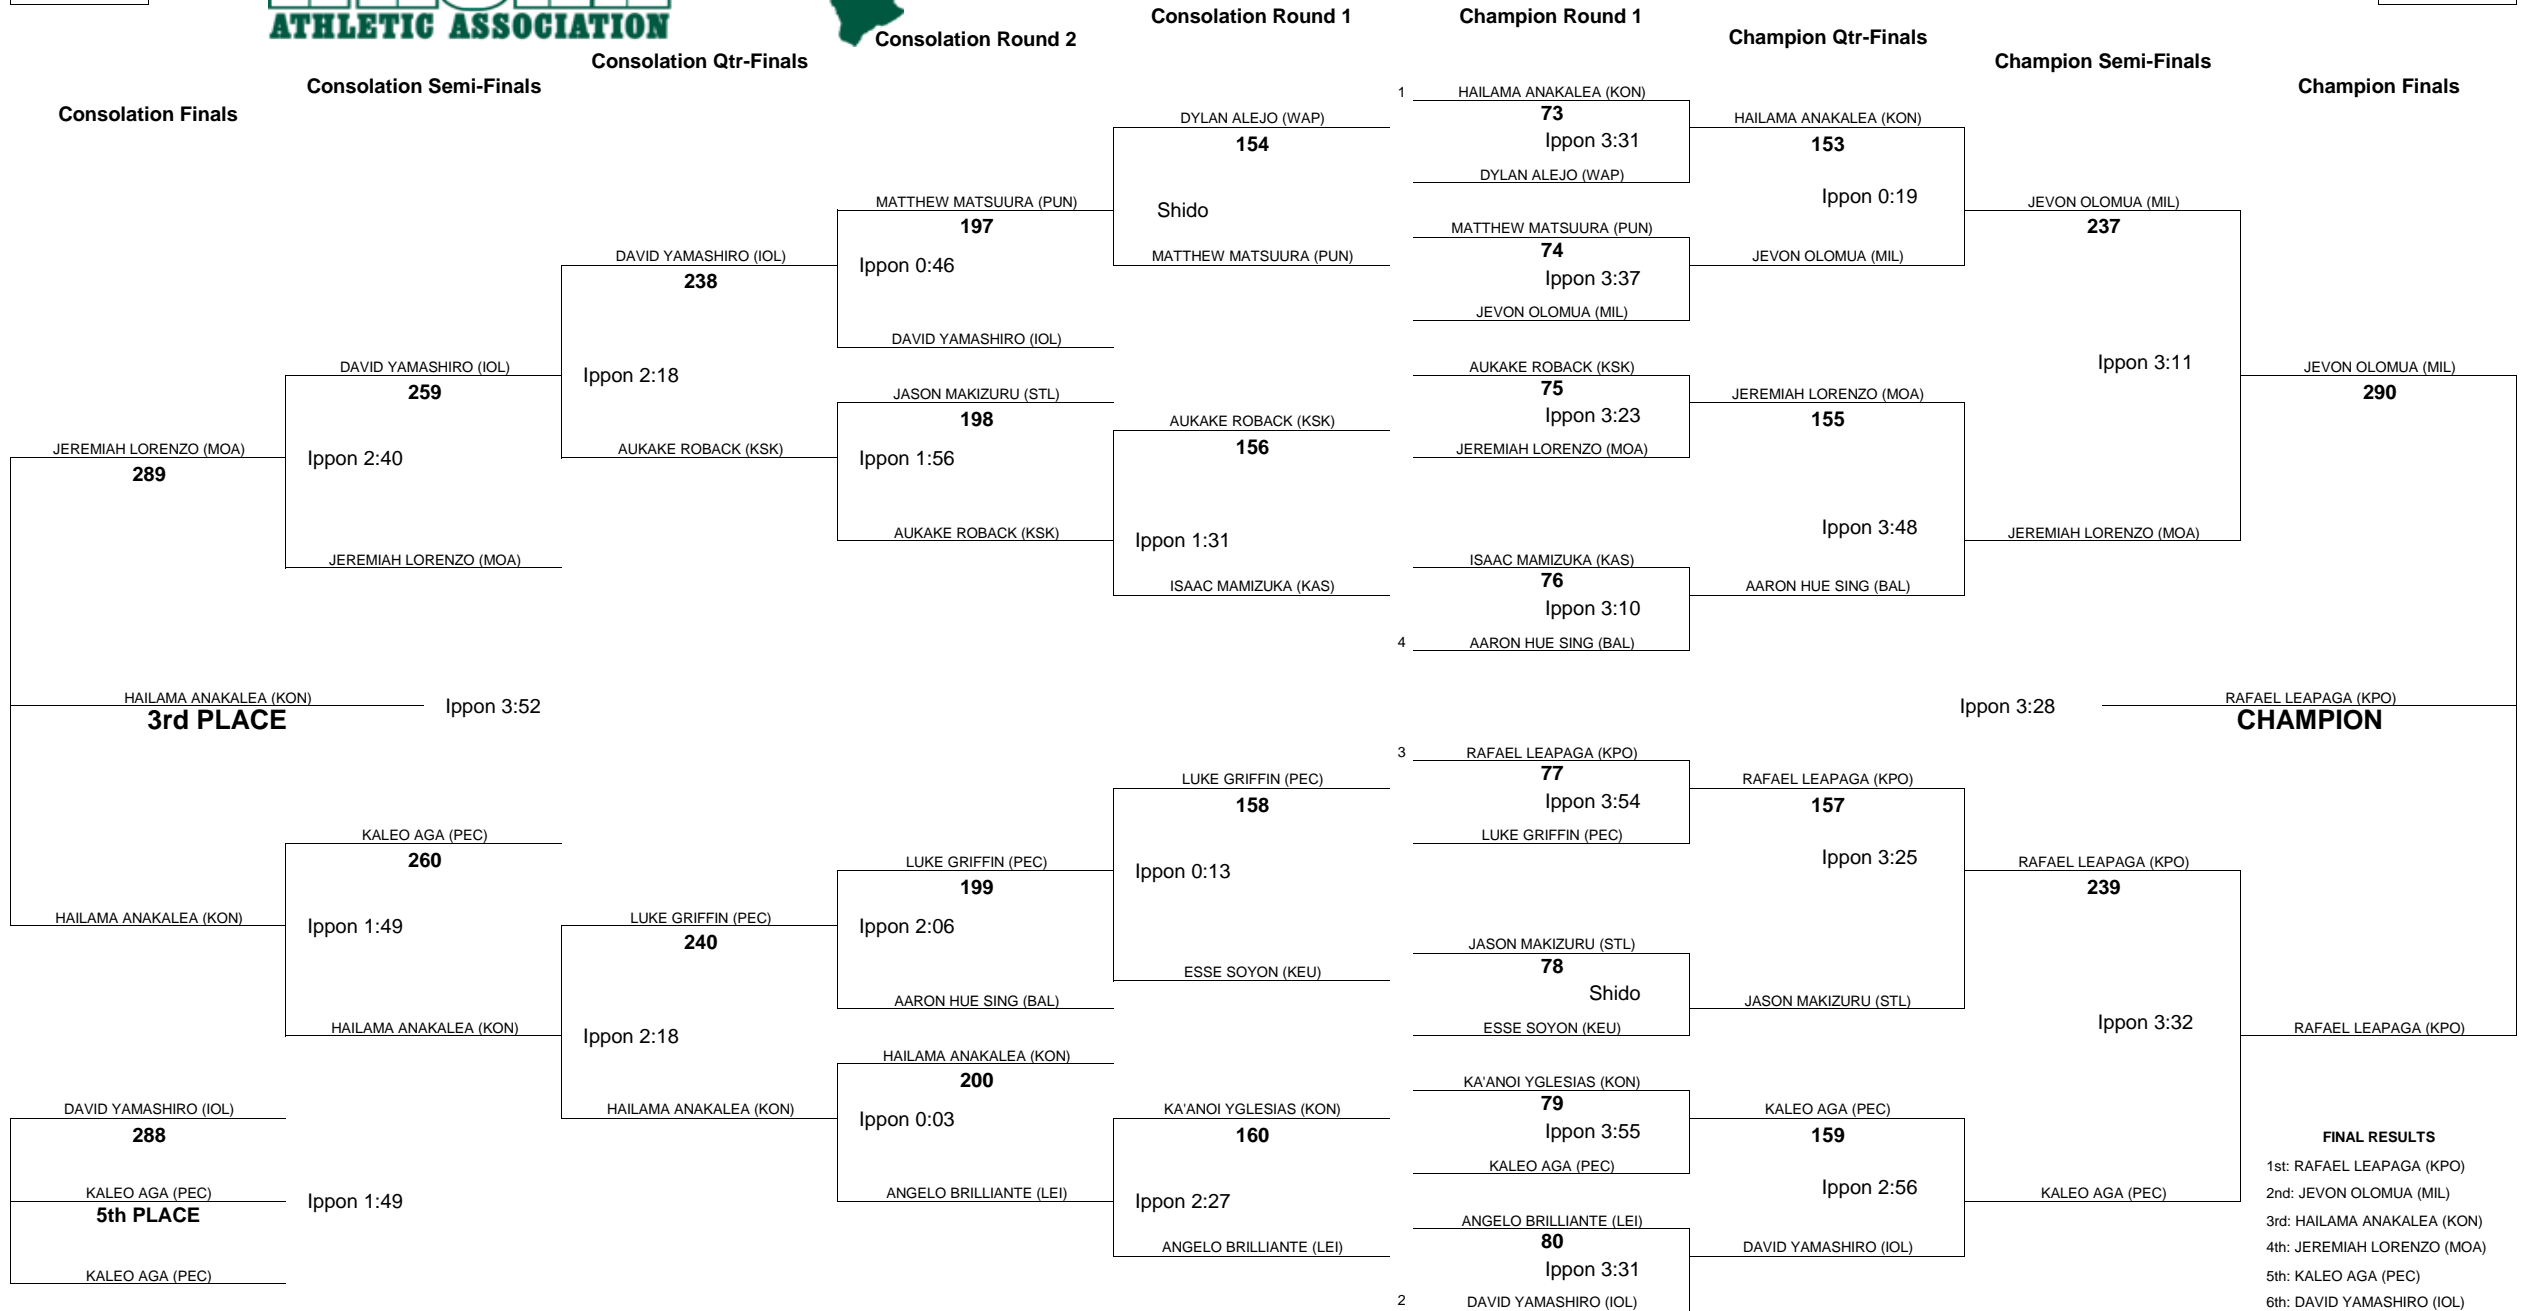 ATHLETIC ASSOCIATION
Consolation Finals
Consolation Semi-Finals
Consolation Qtr-Finals
Consolation Round 2
Consolation Round 1
Champion Round 1
Champion Qtr-Finals
Champion Semi-Finals
Champion Finals
JEREMIAH LORENZO (MOA)
289
HAILAMA ANAKALEA (KON)
3rd PLACE
Ippon 3:52
HAILAMA ANAKALEA (KON)
DAVID YAMASHIRO (IOL)
288
KALEO AGA (PEC)
5th PLACE
Ippon 1:49
KALEO AGA (PEC)
DAVID YAMASHIRO (IOL)
259
Ippon 2:40
JEREMIAH LORENZO (MOA)
KALEO AGA (PEC)
260
Ippon 1:49
HAILAMA ANAKALEA (KON)
DAVID YAMASHIRO (IOL)
238
Ippon 2:18
AUKAKE ROBACK (KSK)
LUKE GRIFFIN (PEC)
240
Ippon 2:18
HAILAMA ANAKALEA (KON)
MATTHEW MATSUURA (PUN)
197
Ippon 0:46
DAVID YAMASHIRO (IOL)
JASON MAKIZURU (STL)
198
Ippon 1:56
AUKAKE ROBACK (KSK)
LUKE GRIFFIN (PEC)
199
Ippon 2:06
AARON HUE SING (BAL)
HAILAMA ANAKALEA (KON)
200
Ippon 0:03
ANGELO BRILLIANTE (LEI)
DYLAN ALEJO (WAP)
154
Shido
MATTHEW MATSUURA (PUN)
AUKAKE ROBACK (KSK)
156
Ippon 1:31
ISAAC MAMIZUKA (KAS)
LUKE GRIFFIN (PEC)
158
Ippon 0:13
ESSE SOYON (KEU)
KA'ANOI YGLESIAS (KON)
160
Ippon 2:27
ANGELO BRILLIANTE (LEI)
1 HAILAMA ANAKALEA (KON)
73
Ippon 3:31
DYLAN ALEJO (WAP)
MATTHEW MATSUURA (PUN)
74
Ippon 3:37
JEVON OLOMUA (MIL)
AUKAKE ROBACK (KSK)
75
Ippon 3:23
JEREMIAH LORENZO (MOA)
ISAAC MAMIZUKA (KAS)
76
Ippon 3:10
4 AARON HUE SING (BAL)
3 RAFAEL LEAPAGA (KPO)
77
Ippon 3:54
LUKE GRIFFIN (PEC)
JASON MAKIZURU (STL)
78
Shido
ESSE SOYON (KEU)
KA'ANOI YGLESIAS (KON)
79
Ippon 3:55
KALEO AGA (PEC)
ANGELO BRILLIANTE (LEI)
80
Ippon 3:31
2 DAVID YAMASHIRO (IOL)
HAILAMA ANAKALEA (KON)
153
Ippon 0:19
JEVON OLOMUA (MIL)
JEREMIAH LORENZO (MOA)
155
Ippon 3:48
AARON HUE SING (BAL)
RAFAEL LEAPAGA (KPO)
157
Ippon 3:25
JASON MAKIZURU (STL)
KALEO AGA (PEC)
159
Ippon 2:56
DAVID YAMASHIRO (IOL)
JEVON OLOMUA (MIL)
237
Ippon 3:11
JEREMIAH LORENZO (MOA)
RAFAEL LEAPAGA (KPO)
239
Ippon 3:32
KALEO AGA (PEC)
JEVON OLOMUA (MIL)
290
Ippon 3:28
RAFAEL LEAPAGA (KPO)
CHAMPION
RAFAEL LEAPAGA (KPO)
FINAL RESULTS
1st: RAFAEL LEAPAGA (KPO)
2nd: JEVON OLOMUA (MIL)
3rd: HAILAMA ANAKALEA (KON)
4th: JEREMIAH LORENZO (MOA)
5th: KALEO AGA (PEC)
6th: DAVID YAMASHIRO (IOL)